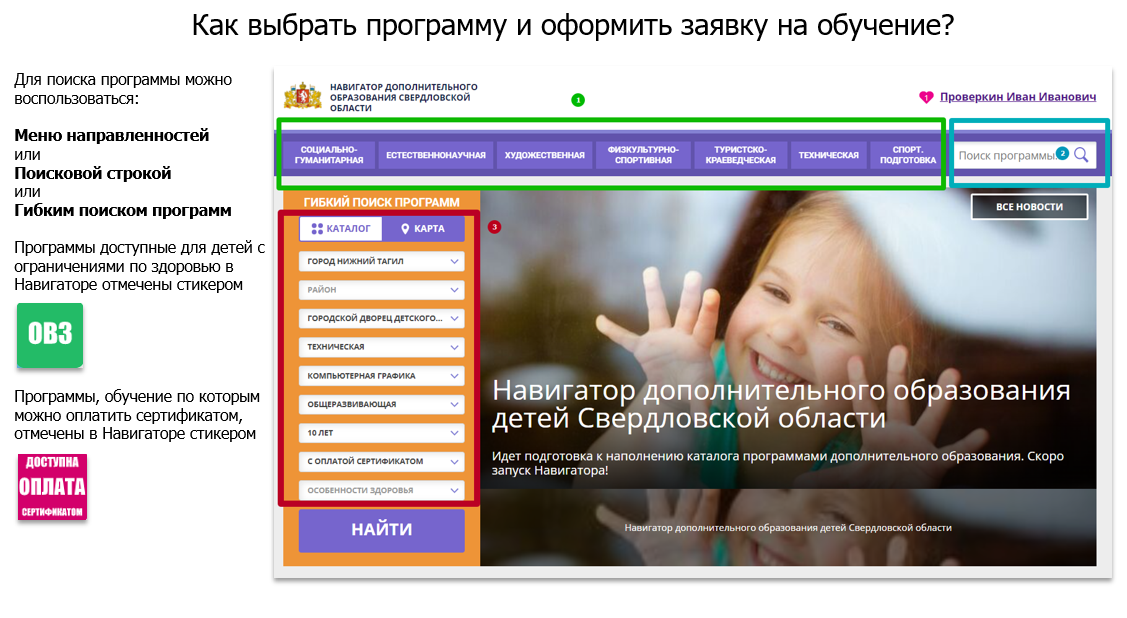 Как выбрать программу и оформить заявку на обучение?
Для поиска программы можно
воспользоваться:
Меню направленностей
или
Поисковой строкой
или
Гибким поиском программ
Программы доступные для детей с
ограничениями по здоровью в
Навигаторе отмечены стикером
ОВЗ
Программы, обучение по которым
можно оплатить сертификатом,
отмечены в Навигаторе стикером
ДОСТУПНА
ОПЛАТА
СЕРТИФИКАТОМ
НАВИГАТОР ДОПОЛНИТЕЛЬНОГО
ОБРАЗОВАНИЯ СВЕРДЛОВСКОЙ
ОБЛАСТИ
1
1
Проверкин Иван Иванович
СОЦИАЛЬНО-
ГУМАНИТАРНАЯ
ЕСТЕСТВЕННОНАУЧНАЯ
ХУДОЖЕСТВЕННАЯ
ФИЗКУЛЬТУРНО-
СПОРТИВНАЯ
ТУРИСТСКО-
КРАЕВЕДЧЕСКАЯ
ТЕХНИЧЕСКАЯ
СПОРТ.
ПОДГОТОВКА
Поиск программы
2
ГИБКИЙ ПОИСК ПРОГРАММ
КАТАЛОГ
КАРТА
3
ГОРОД НИЖНИЙ ТАГИЛ
РАЙОН
ГОРОДСКОЙ ДВОРЕЦ ДЕТСКОГО...
ТЕХНИЧЕСКАЯ
КОМПЬЮТЕРНАЯ ГРАФИКА
ОБЩЕРАЗВИВАЮЩАЯ
10 ЛЕТ
С ОПЛАТОЙ СЕРТИФИКАТОМ
ОСОБЕННОСТИ ЗДОРОВЬЯ
НАЙТИ
ВСЕ НОВОСТИ
Навигатор дополнительного образования
детей Свердловской области
Идет подготовка к наполнению каталога программами дополнительного образования. Скоро
запуск Навигатора!
Навигатор дополнительного образования детей Свердловской области